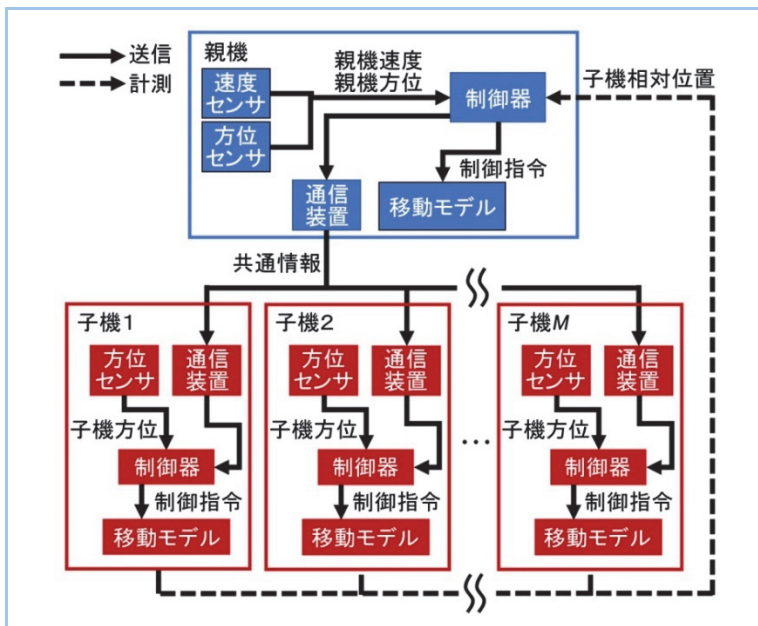 送信
計測
親機
速度
センサ
方位
センサ
親機速度
親機方位
制御器
子機相対位置
制御指令
通信
装置
移動モデル
共通情報
子機1
方位
センサ
通信
装置
子機方位
制御器
制御指令
移動モデル
子機2
方位
センサ
通信
装置
子機方位
制御器
制御指令
移動モデル
…
子機M
方位
センサ
通信
装置
子機方位
制御器
制御指令
移動モデル